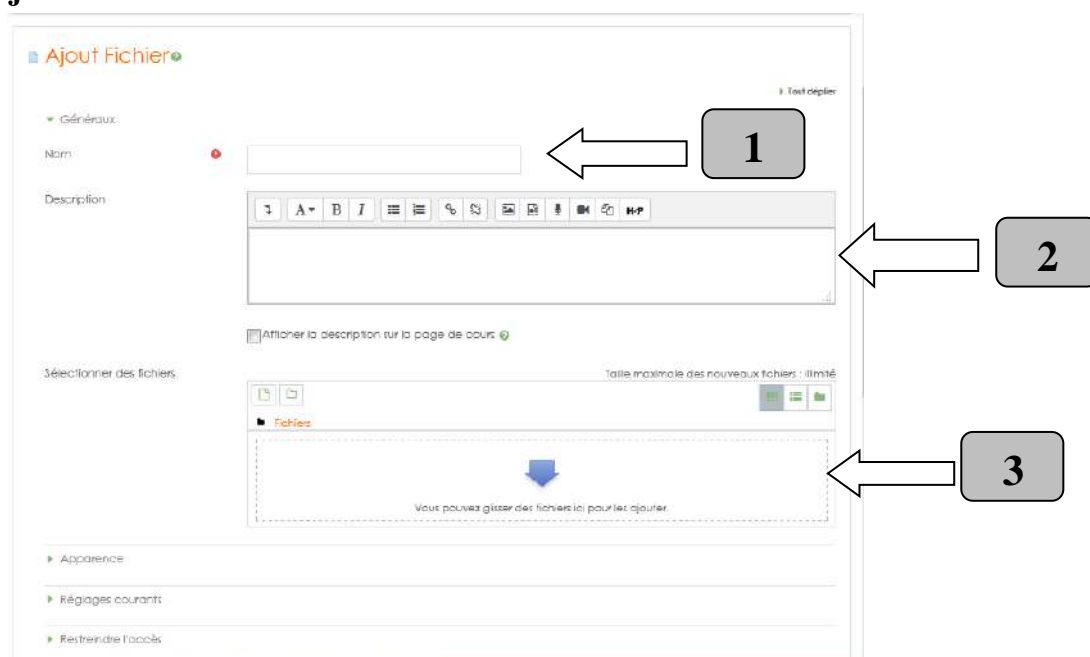 Ajout Fichier
Tout déplier
Généraux
Nom
1
Description
A B I H-P
2
Afficher la description sur la page de cours
Sélectionner des fichiers
Taille maximale des nouveaux fichiers : illimité
Fichiers
3
Vous pouvez glisser des fichiers ici pour les ajouter.
Apparence
Réglages courants
Restreindre l'accès